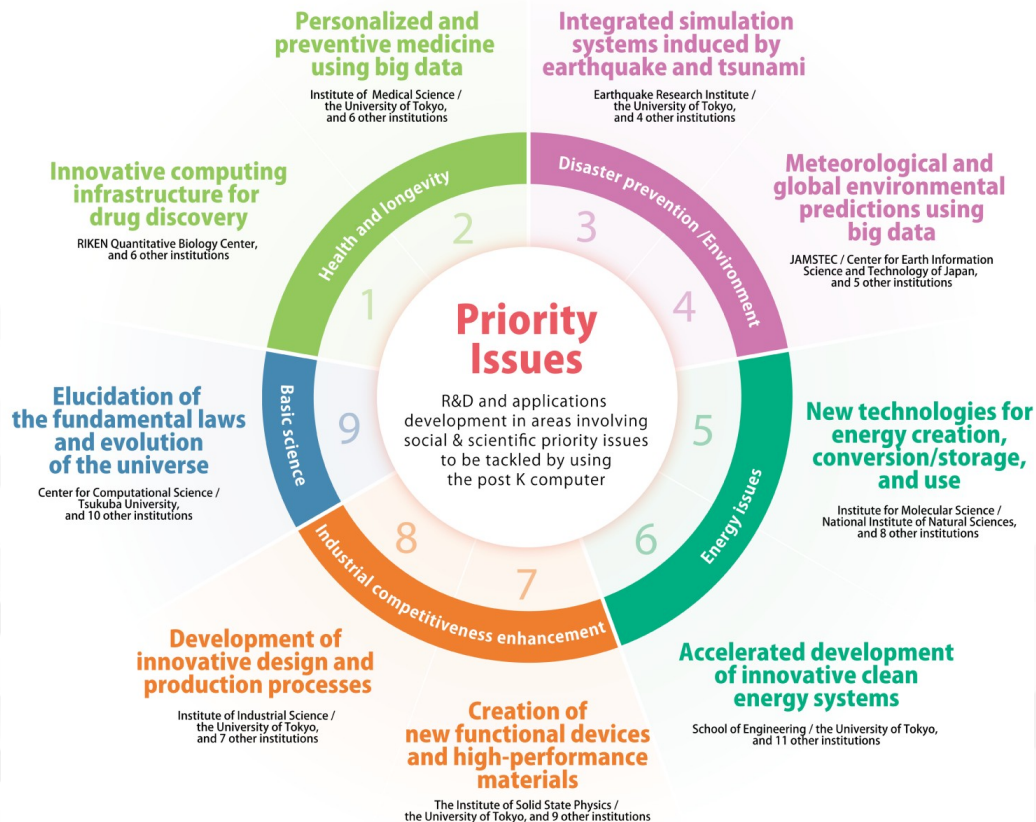 Personalized and
preventive medicine
using big data
Institute of Medical Science /
the University of Tokyo,
and 6 other institutions
Integrated simulation
systems induced by
earthquake and tsunami
Earthquake Research Institute /
the University of Tokyo,
and 4 other institutions
Innovative computing
infrastructure for
drug discovery
RIKEN Quantitative Biology Center,
and 6 other institutions
Meteorological and
global environmental
predictions using
big data
JAMSTEC / Center for Earth Information
Science and Technology of Japan,
and 5 other institutions
Health and longevity
Disaster prevention /Environment
2
3
1
4
Priority
Issues
R&D and applications
development in areas involving
social & scientific priority issues
to be tackled by using
the post K computer
Elucidation of
the fundamental laws
and evolution
of the universe
Center for Computational Science /
Tsukuba University,
and 10 other institutions
Basic science
9
5
New technologies for
energy creation,
conversion/storage,
and use
Institute for Molecular Science /
National Institute of Natural Sciences,
and 8 other institutions
Energy issues
8
6
7
Industrial competitiveness enhancement
Development of
innovative design and
production processes
Institute of Industrial Science /
the University of Tokyo,
and 7 other institutions
Accelerated development
of innovative clean
energy systems
School of Engineering / the University of Tokyo,
and 11 other institutions
Creation of
new functional devices
and high-performance
materials
The Institute of Solid State Physics /
the University of Tokyo, and 9 other institutions